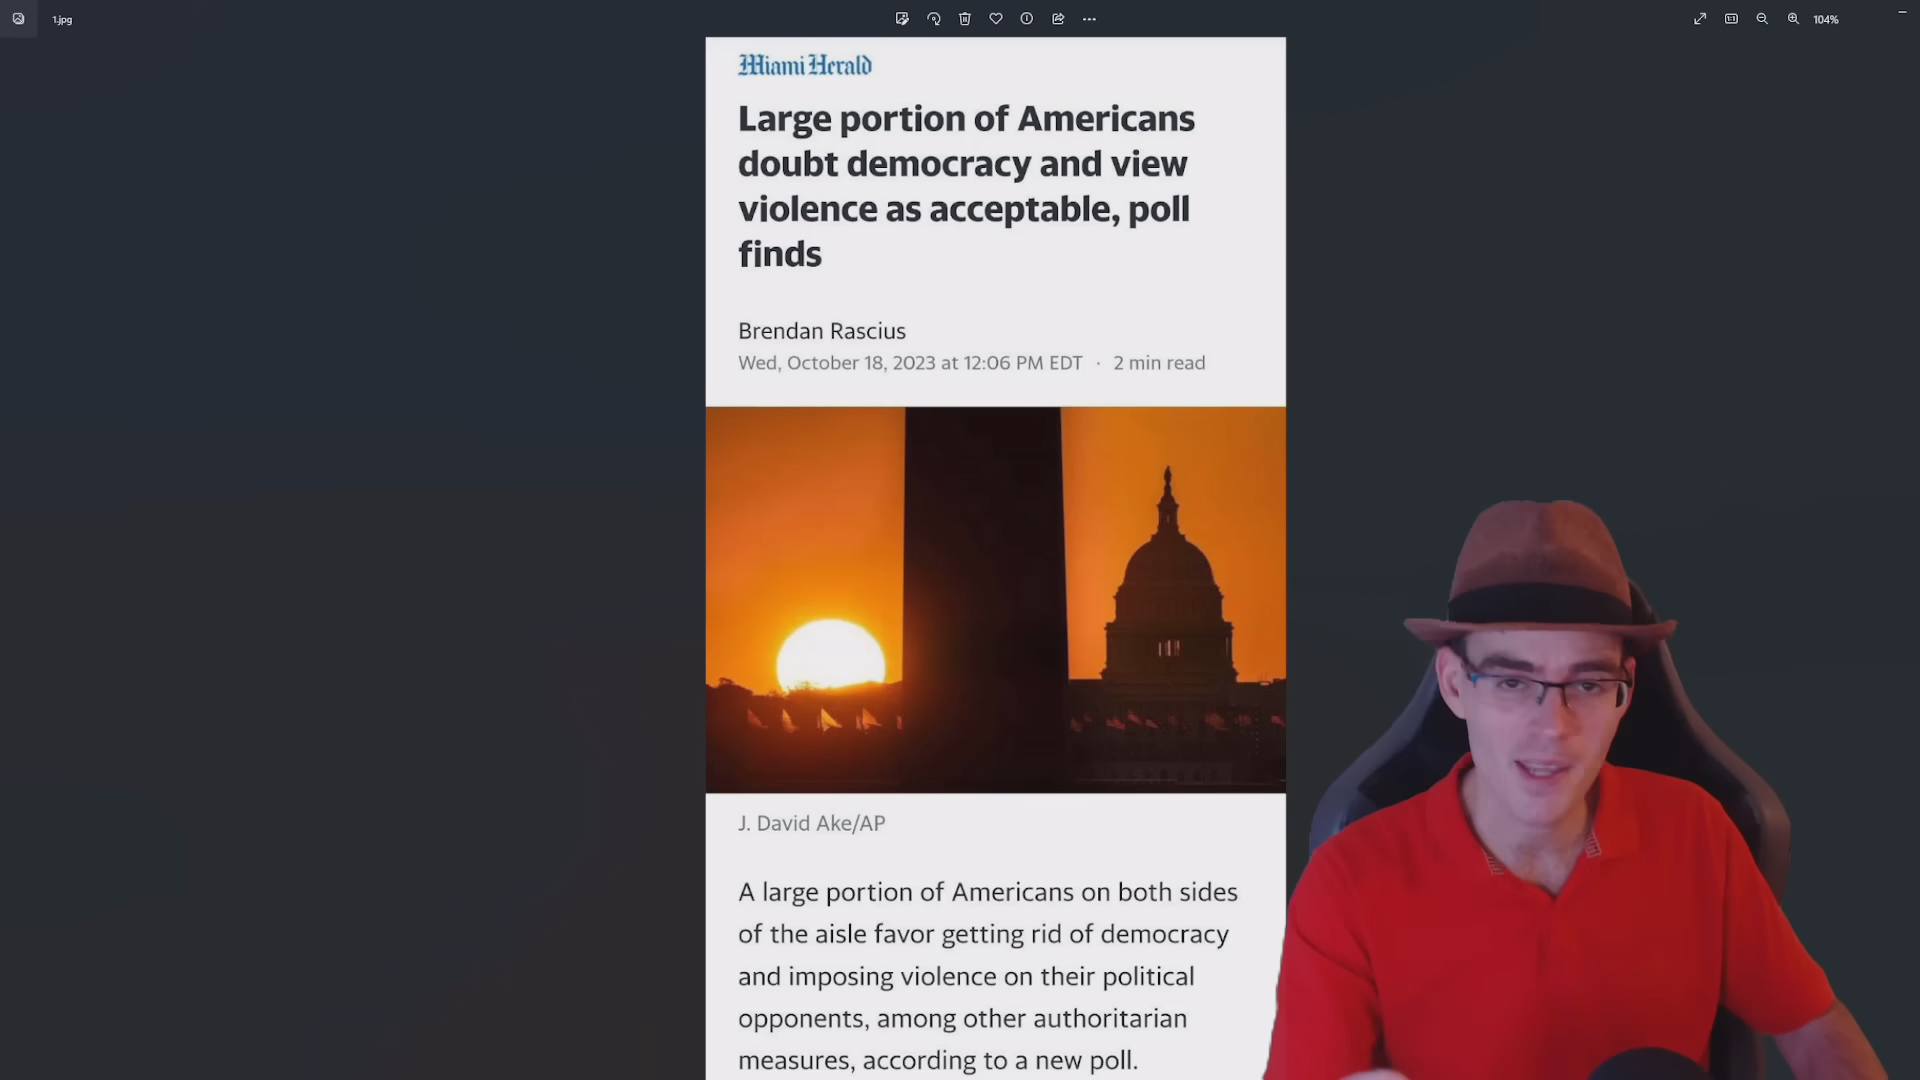 1.jpg
104%
Miami Herald
Large portion of Americans
doubt democracy and view
violence as acceptable, poll
finds
Brendan Rascius
Wed, October 18, 2023 at 12:06 PM EDT · 2 min read
J. David Ake/AP
A large portion of Americans on both sides
of the aisle favor getting rid of democracy
and imposing violence on their political
opponents, among other authoritarian
measures, according to a new poll.